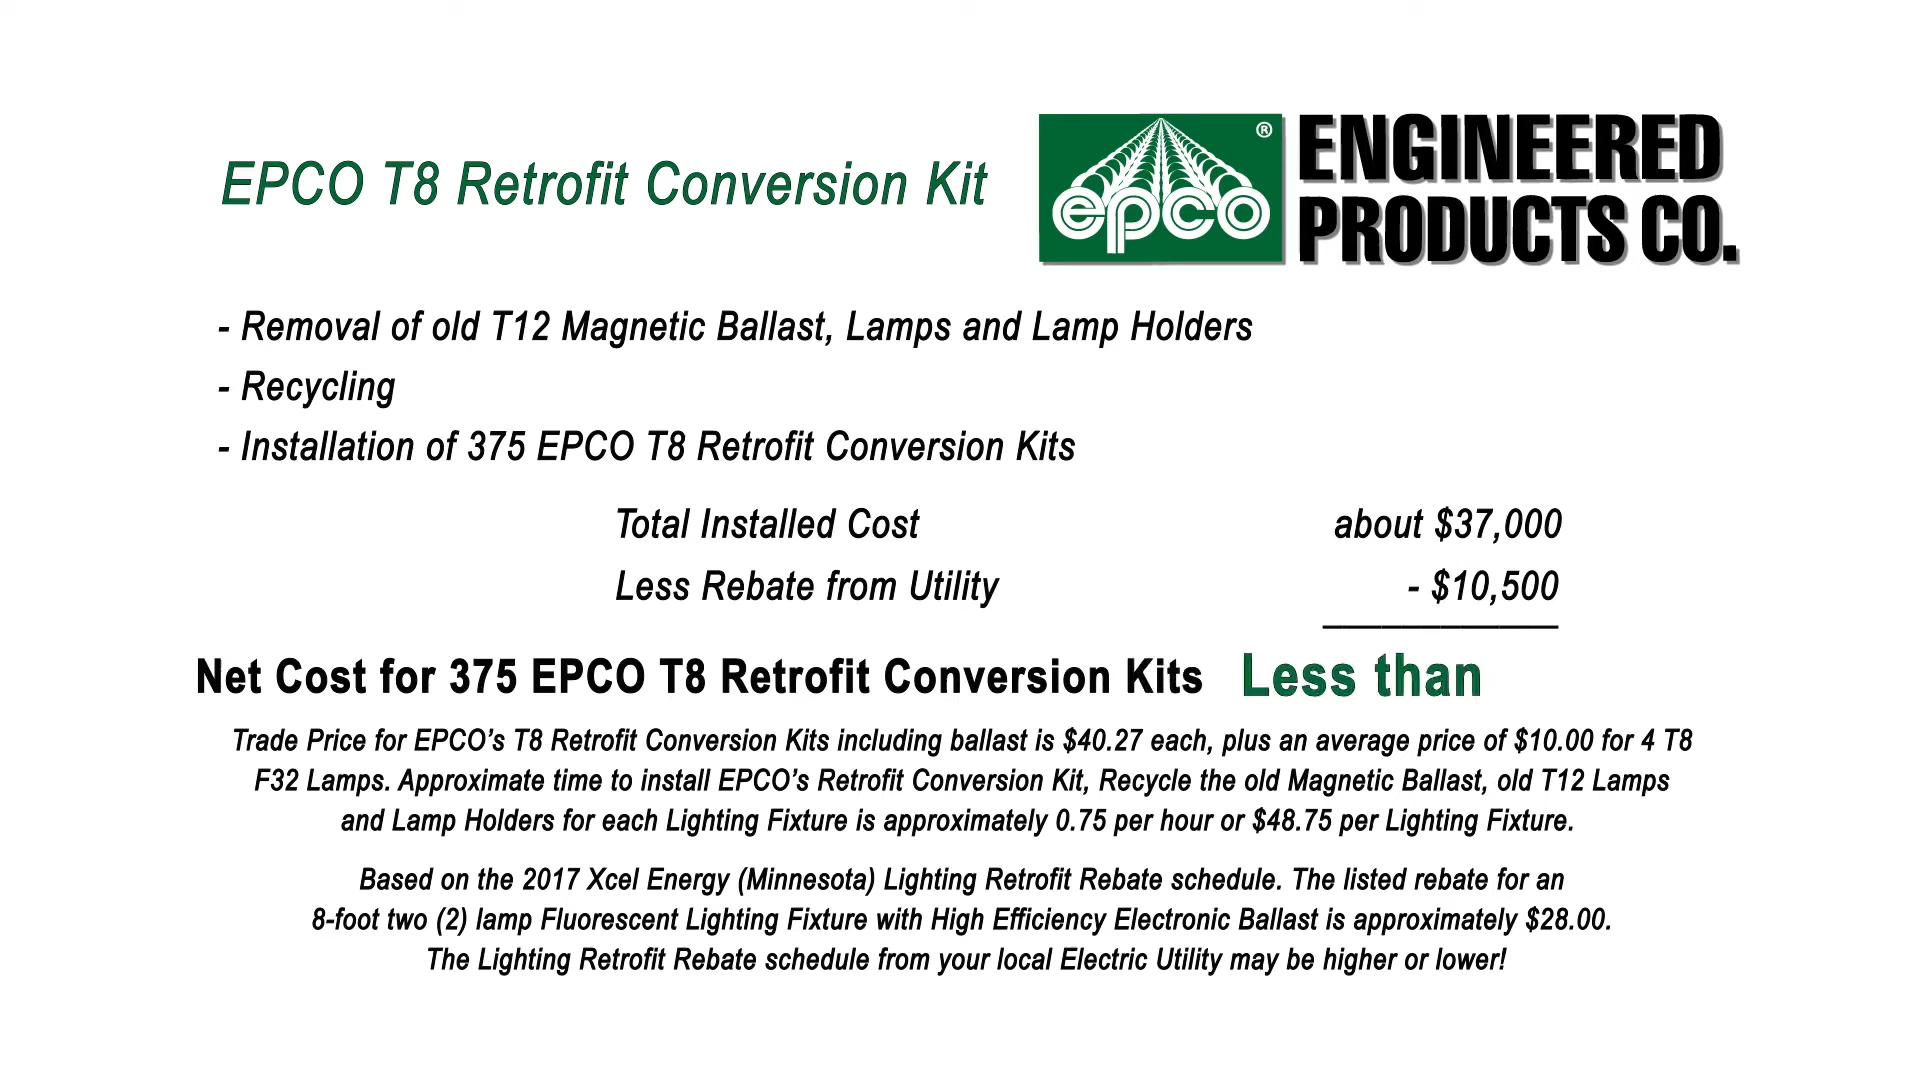 EPCO T8 Retrofit Conversion Kit
epco ®
ENGINEERED
PRODUCTS CO.
- Removal of old T12 Magnetic Ballast, Lamps and Lamp Holders
- Recycling
- Installation of 375 EPCO T8 Retrofit Conversion Kits
Total Installed Cost about $37,000
Less Rebate from Utility - $10,500
Net Cost for 375 EPCO T8 Retrofit Conversion Kits Less than
Trade Price for EPCO’s T8 Retrofit Conversion Kits including ballast is $40.27 each, plus an average price of $10.00 for 4 T8
F32 Lamps. Approximate time to install EPCO’s Retrofit Conversion Kit, Recycle the old Magnetic Ballast, old T12 Lamps
and Lamp Holders for each Lighting Fixture is approximately 0.75 per hour or $48.75 per Lighting Fixture.
Based on the 2017 Xcel Energy (Minnesota) Lighting Retrofit Rebate schedule. The listed rebate for an
8-foot two (2) lamp Fluorescent Lighting Fixture with High Efficiency Electronic Ballast is approximately $28.00.
The Lighting Retrofit Rebate schedule from your local Electric Utility may be higher or lower!